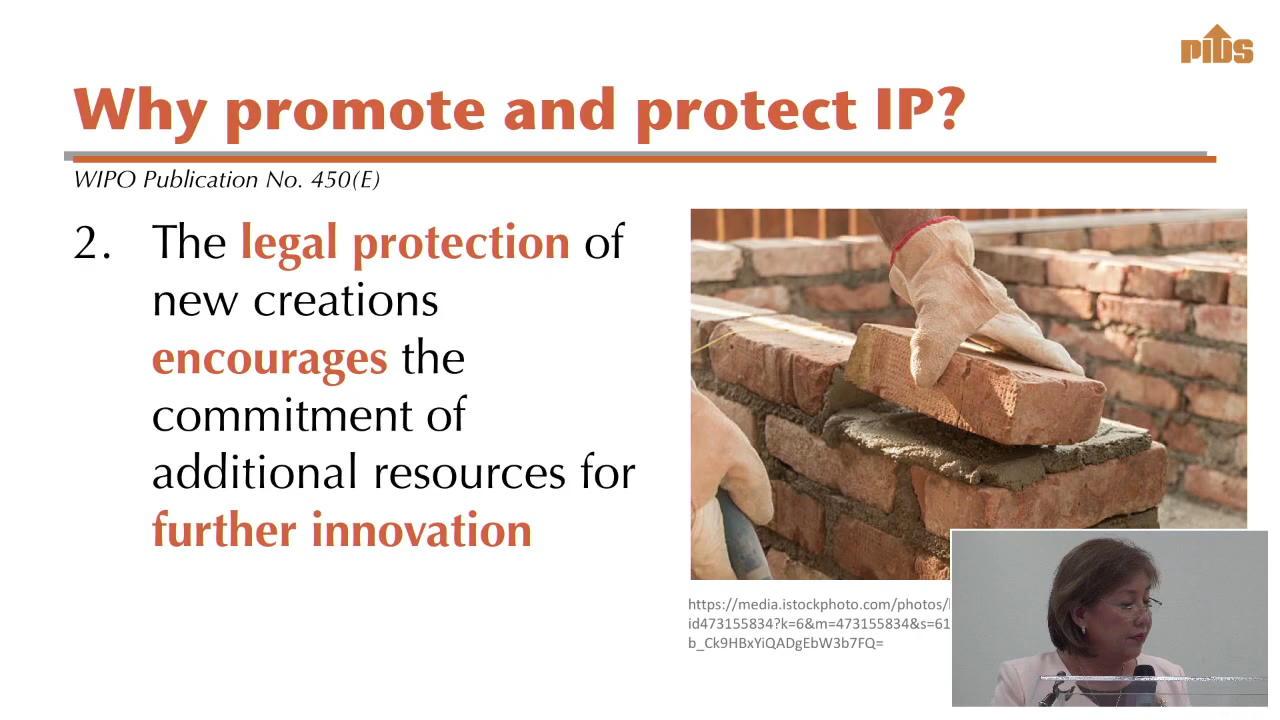 PIDS
Why promote and protect IP?
WIPO Publication No. 450(E)
2. The legal protection of
new creations
encourages the
commitment of
additional resources for
further innovation
https://media.istockphoto.com/photos/
id473155834?k=6&m=473155834&s=61
b_Ck9HBxYiQADgEbW3b7FQ=